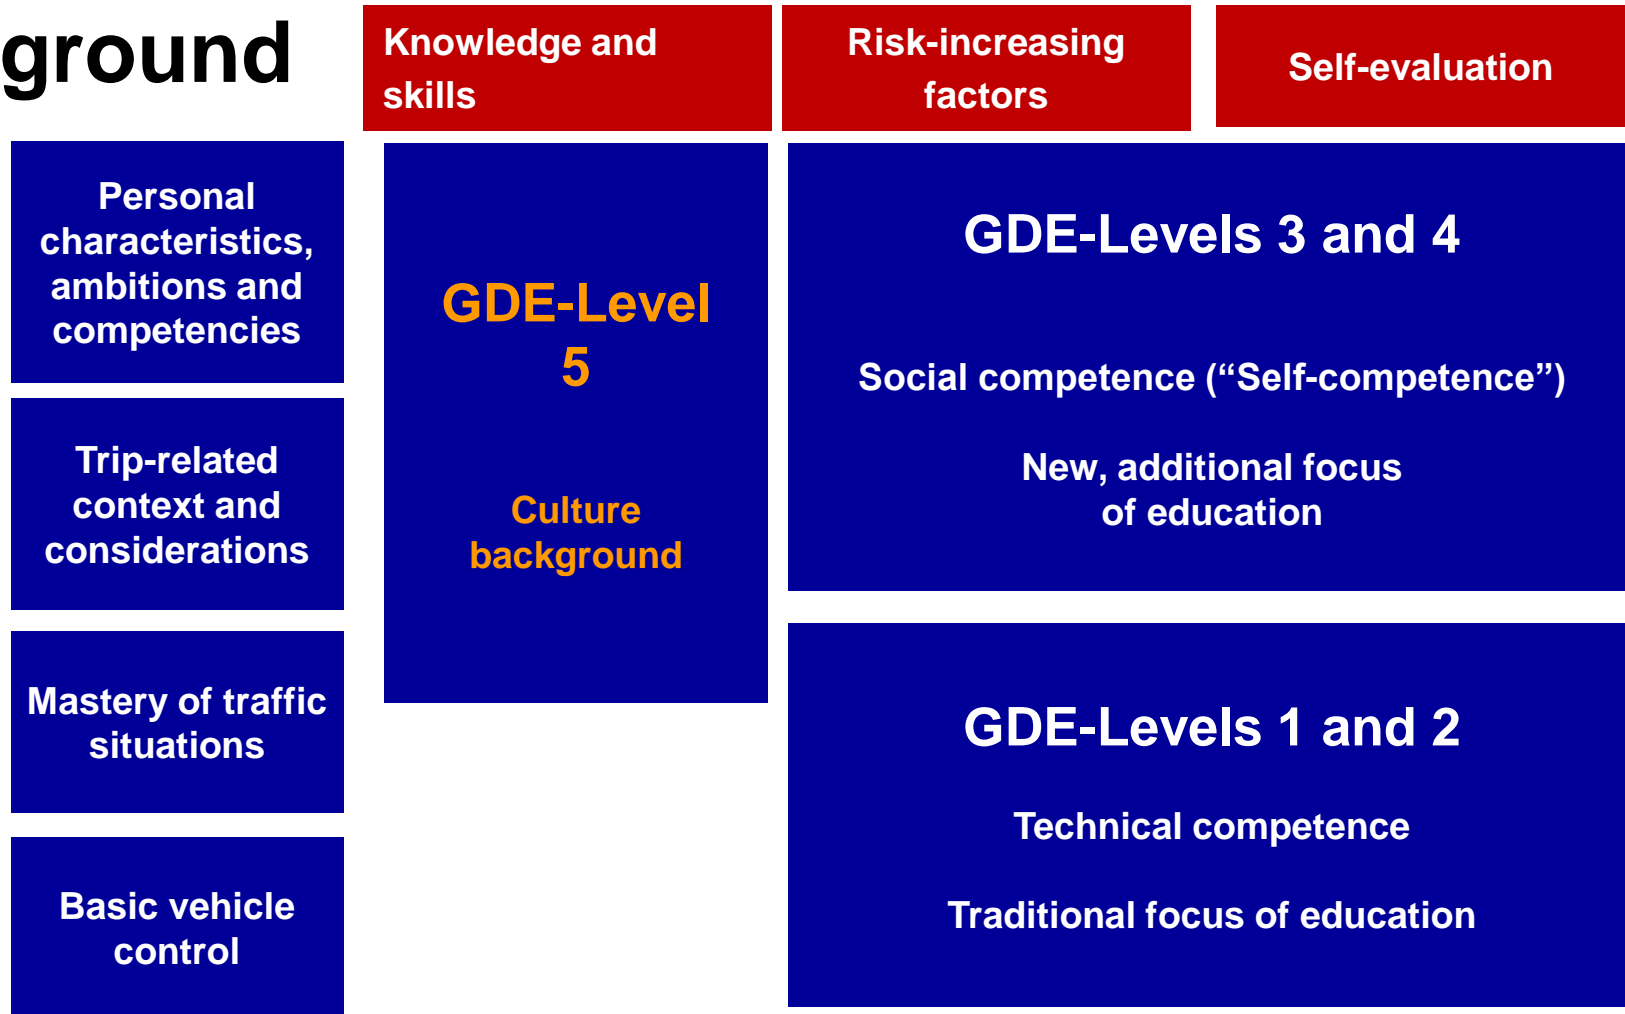 ground
Knowledge and
skills
Risk-increasing
factors
Self-evaluation
Personal
characteristics,
ambitions and
competencies
Trip-related
context and
considerations
Mastery of traffic
situations
Basic vehicle
control
GDE-Level
5
Culture
background
GDE-Levels 3 and 4
Social competence (“Self-competence”)
New, additional focus
of education
GDE-Levels 1 and 2
Technical competence
Traditional focus of education